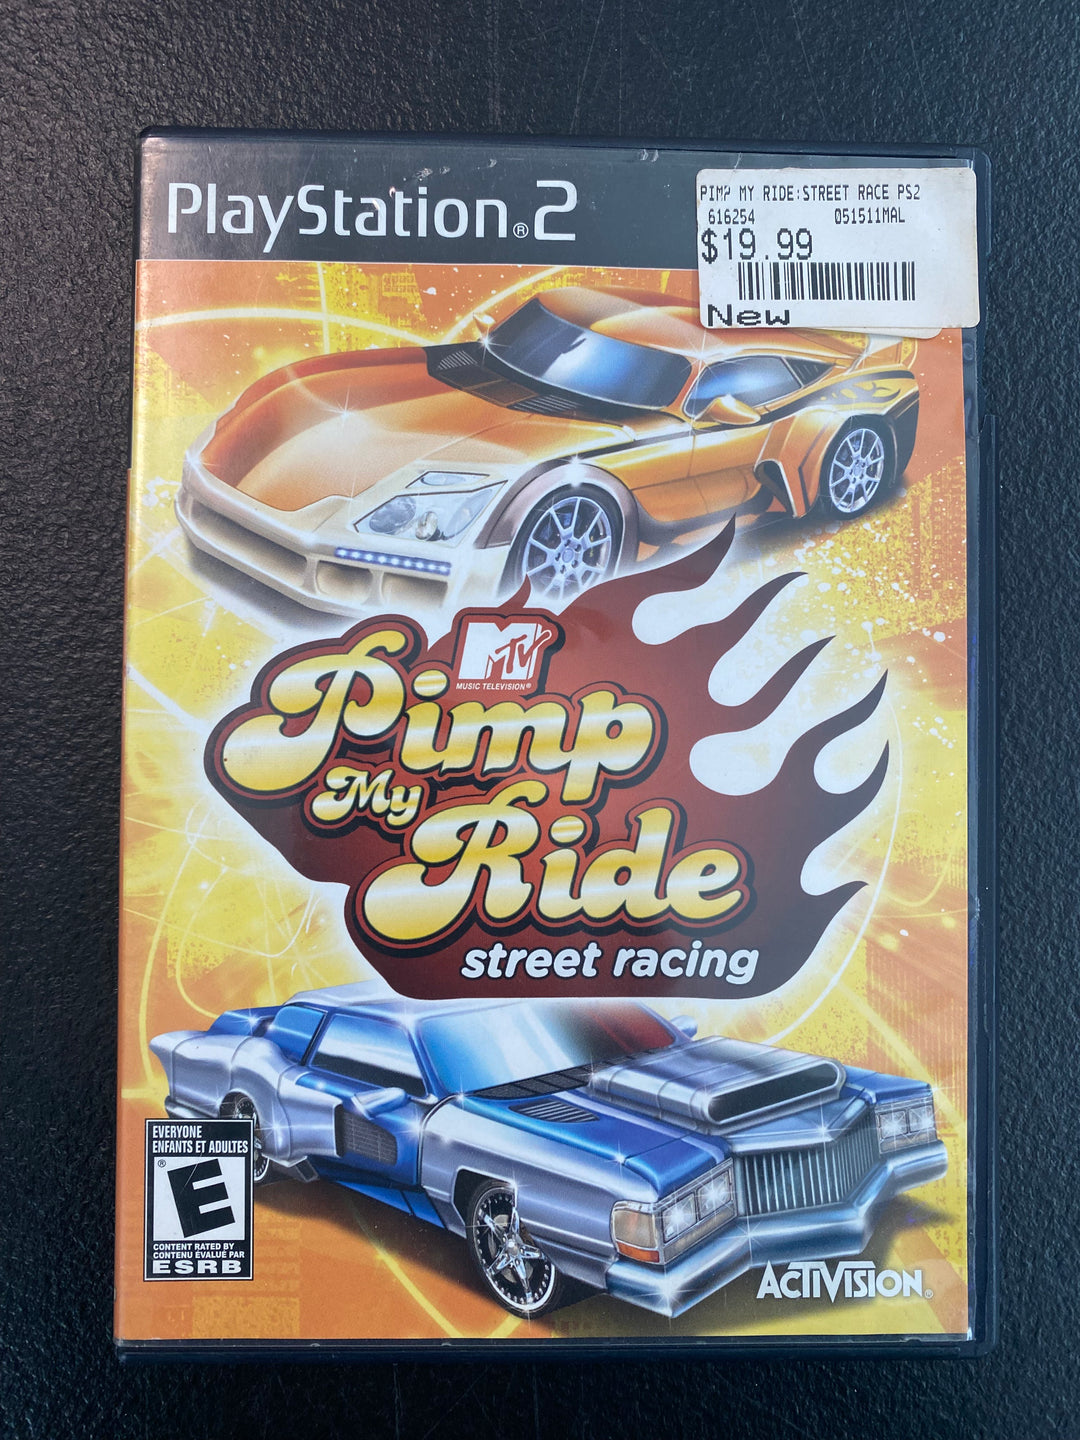 PlayStation®2
PIMP MY RIDE:STREET RACE PS2
616254 051511MAL
$19.99
New
MTV
MUSIC TELEVISION®
Pimp
My
Ride
street racing
EVERYONE
ENFANTS ET ADULTES
®
E
CONTENT RATED BY
CONTENU ÉVALUÉ PAR
ESRB
ACTIVISION®